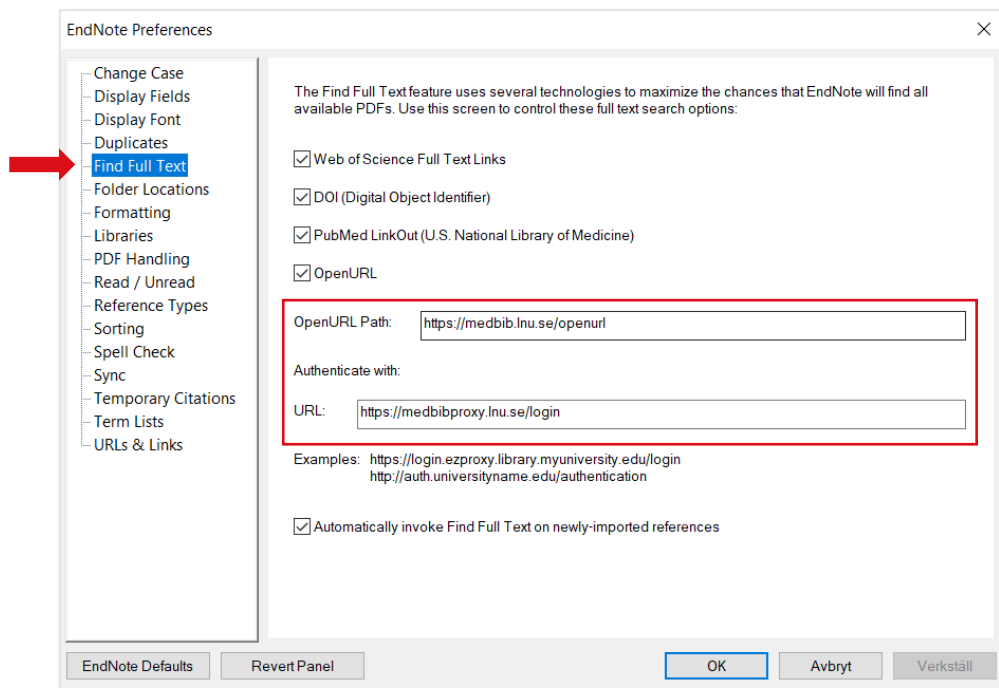 EndNote Preferences
Change Case
Display Fields
Display Font
Duplicates
Find Full Text
Folder Locations
Formatting
Libraries
PDF Handling
Read / Unread
Reference Types
Sorting
Spell Check
Sync
Temporary Citations
Term Lists
URLs & Links
The Find Full Text feature uses several technologies to maximize the chances that EndNote will find all
available PDFs. Use this screen to control these full text search options:
Web of Science Full Text Links
DOI (Digital Object Identifier)
PubMed LinkOut (U.S. National Library of Medicine)
OpenURL
OpenURL Path: https://medbib.lnu.se/openurl
Authenticate with:
URL: https://medbibproxy.lnu.se/login
Examples: https://login.ezproxy.library.myuniversity.edu/login
http://auth.universityname.edu/authentication
Automatically invoke Find Full Text on newly-imported references
EndNote Defaults Revert Panel OK Avbryt Verkställ